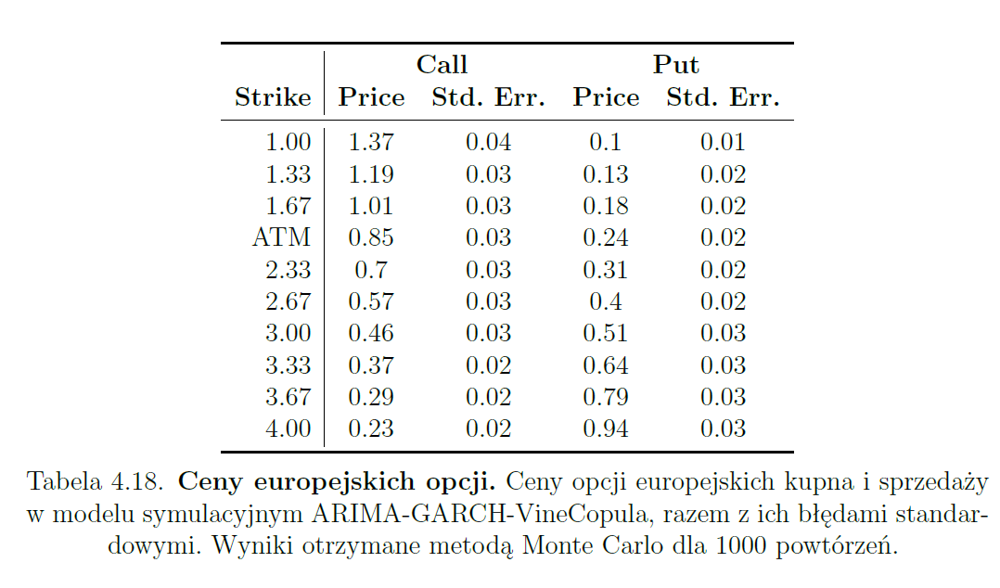 Call Put
Strike Price Std. Err. Price Std. Err.
1.00 1.37 0.04 0.1 0.01
1.33 1.19 0.03 0.13 0.02
1.67 1.01 0.03 0.18 0.02
ATM 0.85 0.03 0.24 0.02
2.33 0.7 0.03 0.31 0.02
2.67 0.57 0.03 0.4 0.02
3.00 0.46 0.03 0.51 0.03
3.33 0.37 0.02 0.64 0.03
3.67 0.29 0.02 0.79 0.03
4.00 0.23 0.02 0.94 0.03
Tabela 4.18. Ceny europejskich opcji. Ceny opcji europejskich kupna i sprzedaży
w modelu symulacyjnym ARIMA-GARCH-VineCopula, razem z ich błędami standar-
dowymi. Wyniki otrzymane metodą Monte Carlo dla 1000 powtórzeń.